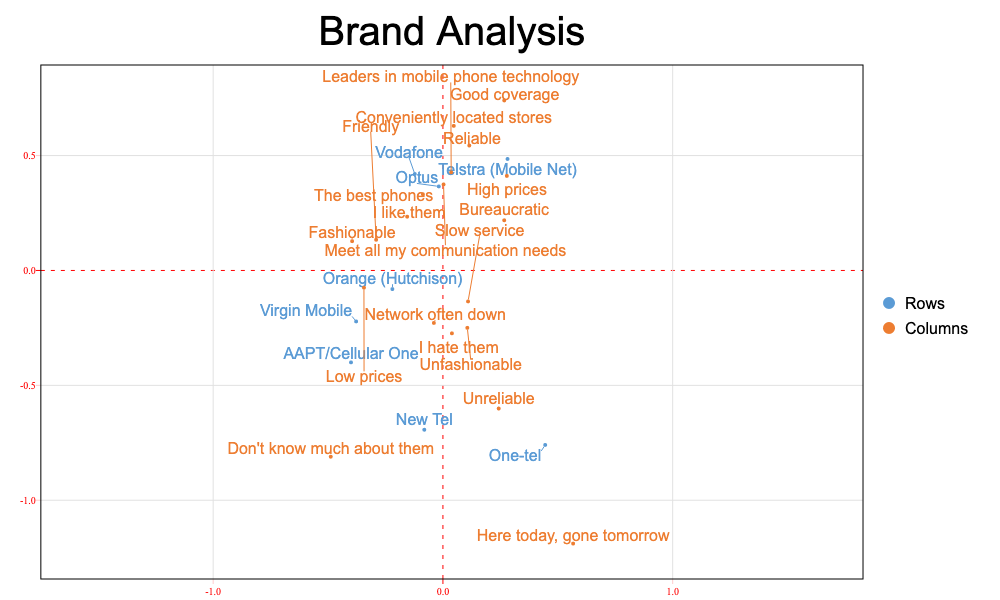 Brand Analysis
Leaders in mobile phone technology
Good coverage
Conveniently located stores
Friendly
Reliable
Vodafone
0.5
Telstra (Mobile Net)
Optus
High prices
The best phones
Bureaucratic
I like them
Slow service
Fashionable
Meet all my communication needs
0.0
Orange (Hutchison)
Rows
Virgin Mobile
Network often down
Columns
I hate them
AAPT/Cellular One
Unfashionable
Low prices
-0.5
Unreliable
New Tel
Don't know much about them
One-tel
-1.0
Here today, gone tomorrow
-1.0
0.0
1.0